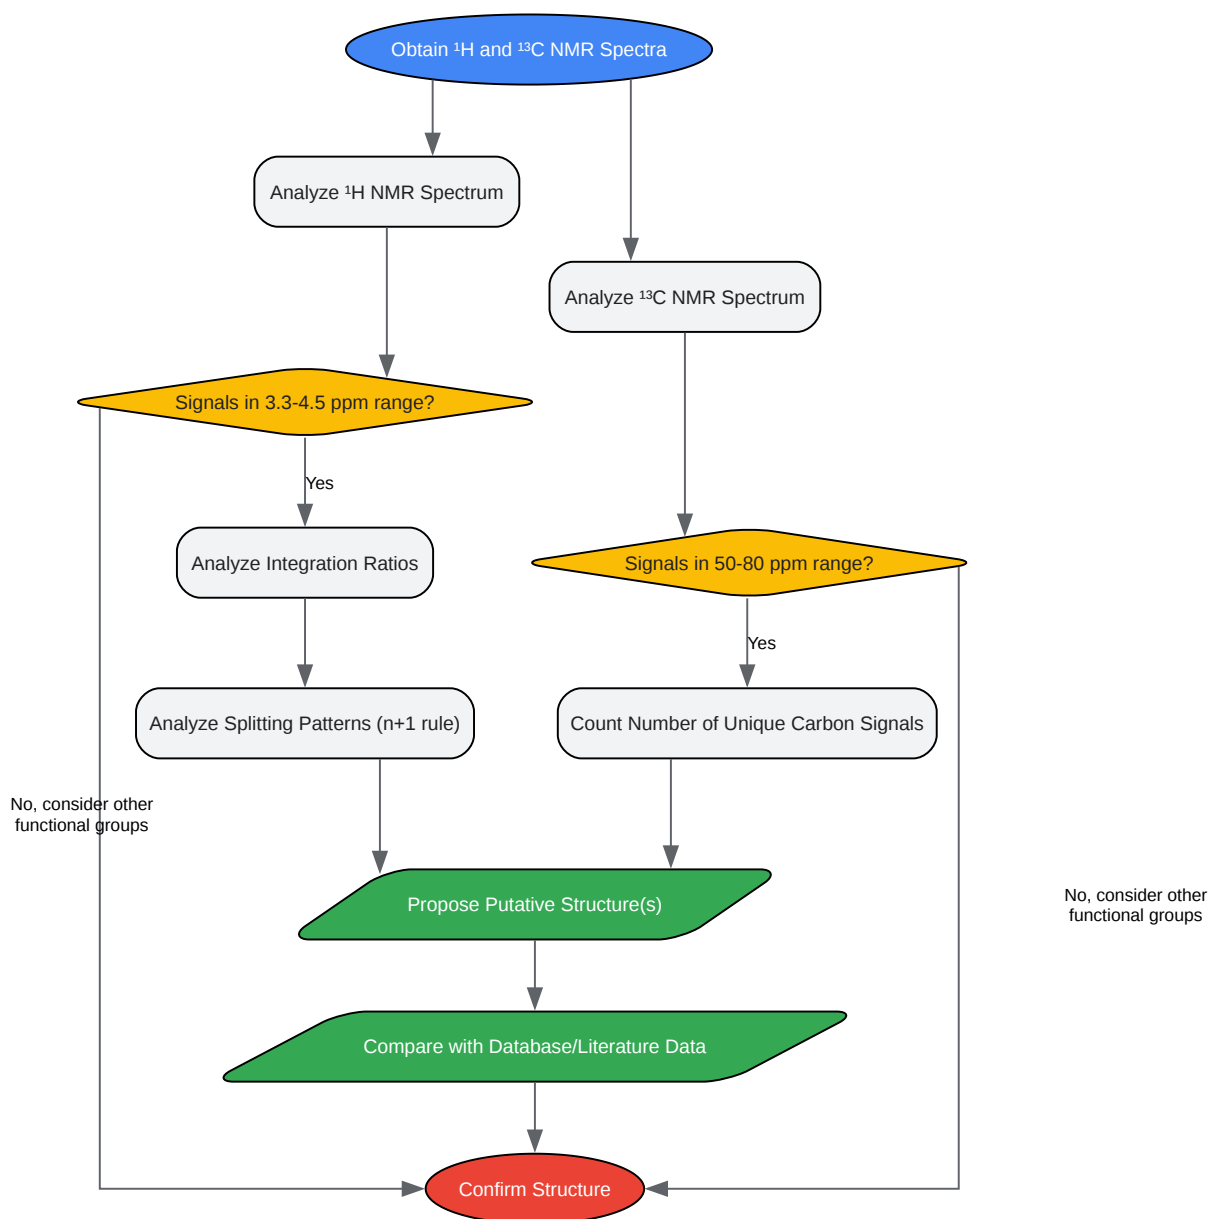 Obtain ¹H and ¹³C NMR Spectra
Analyze ¹H NMR Spectrum
Analyze ¹³C NMR Spectrum
Signals in 3.3-4.5 ppm range?
Yes
Analyze Integration Ratios
Signals in 50-80 ppm range?
Yes
Analyze Splitting Patterns (n+1 rule)
Count Number of Unique Carbon Signals
No, consider other
functional groups
Propose Putative Structure(s)
No, consider other
functional groups
Compare with Database/Literature Data
Confirm Structure